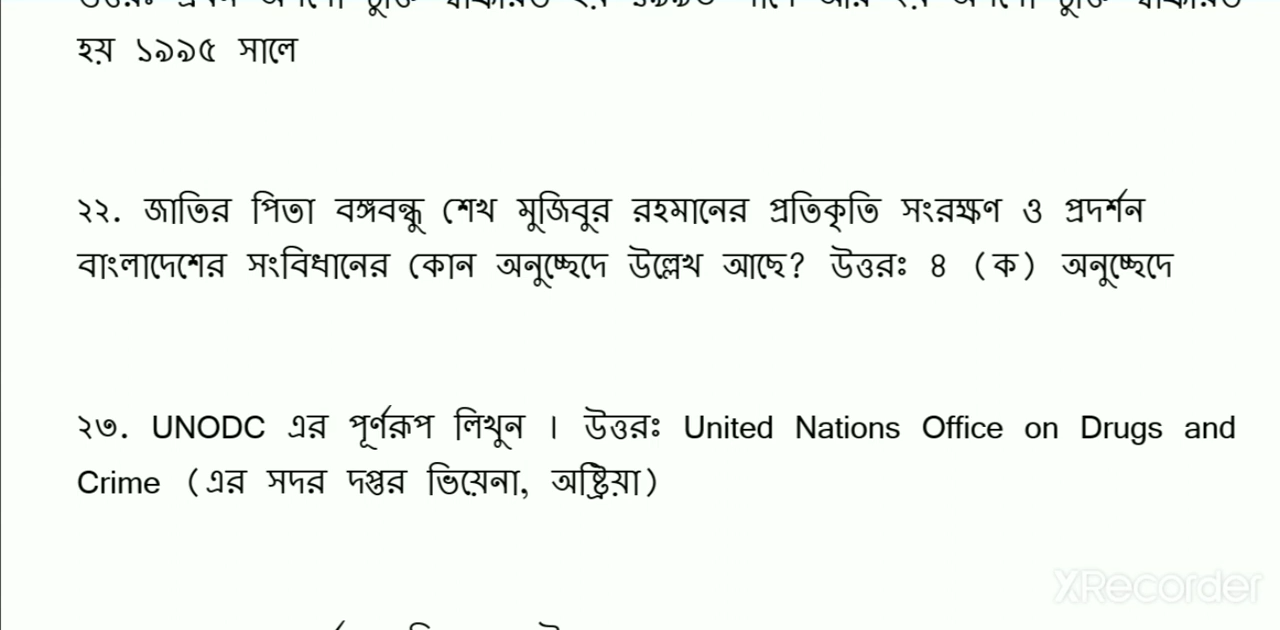 হয় ১৯৯৫ সালে
২২. জাতির পিতা বঙ্গবন্ধু শেখ মুজিবুর রহমানের প্রতিকৃতি সংরক্ষণ ও প্রদর্শন
বাংলাদেশের সংবিধানের কোন অনুচ্ছেদে উল্লেখ আছে? উত্তরঃ ৪ (ক) অনুচ্ছেদে
২৩. UNODC এর পূর্ণরূপ লিখুন । উত্তরঃ United Nations Office on Drugs and
Crime (এর সদর দপ্তর ভিয়েনা, অষ্ট্রিয়া)
XRecorder